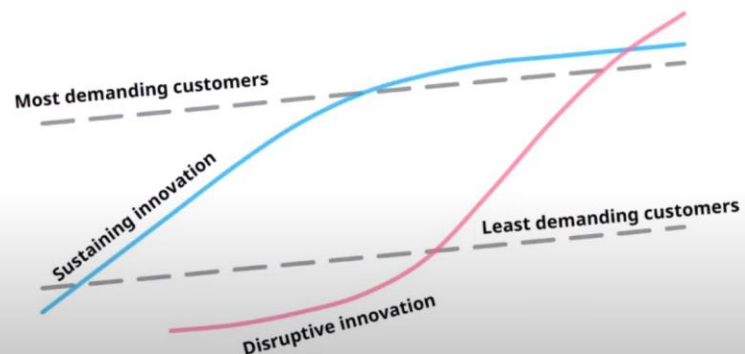 Most demanding customers
Sustaining innovation
Least demanding customers
Disruptive innovation